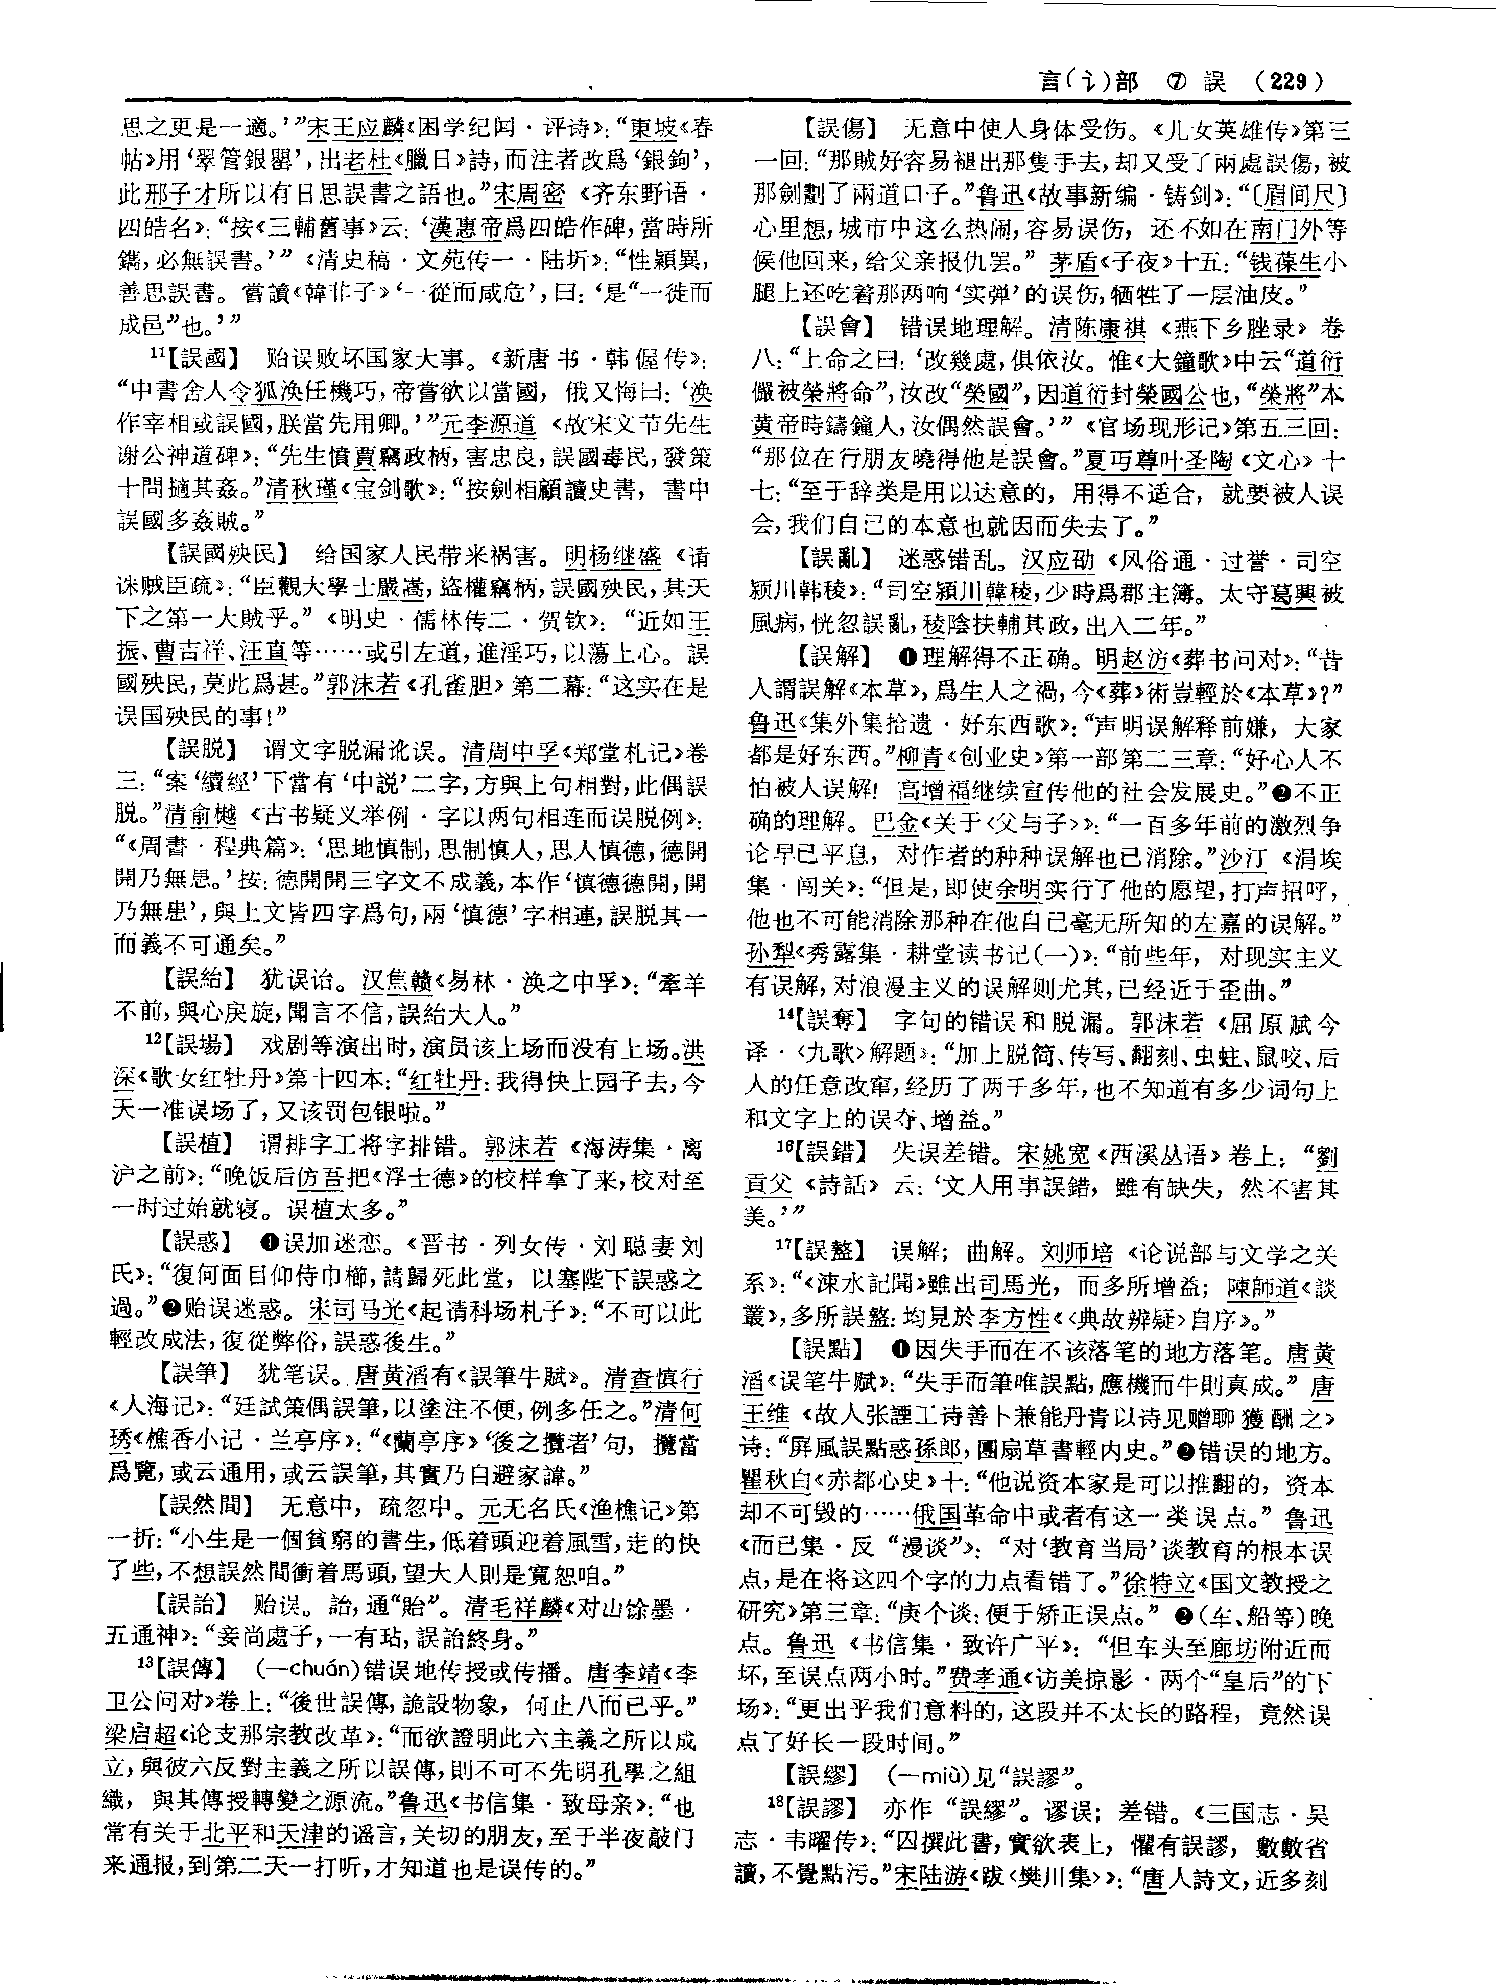 言(讠)部 ⑦ 誤 (229)
思之更是一適。’”宋王应麟《困学纪闻·评诗》：“東坡《春
帖》用‘翠管銀罌’，出老杜《臘日》詩，而注者改爲‘銀鉤’，
此邢子才所以有日思誤書之語也。”宋周密《齐东野语·
四皓名》：“按《三輔舊事》云：‘漢惠帝爲四皓作碑，當時所
鐫，必無誤書。’”《清史稿·文苑传一·陆圻》：“性穎異，
善思誤書。嘗讀《韓非子》‘一從而咸危’，曰：‘是“一徙而
成邑”也。’”
11【誤國】 贻误败坏国家大事。《新唐书·韩偓传》：
“中書舍人令狐涣任機巧，帝嘗欲以當國，俄又悔曰：‘涣
作宰相或誤國，朕當先用卿。’”元李源道《故宋文节先生
谢公神道碑》：“先生憤賈竊政柄，害忠良，誤國毒民，發策
十問擿其姦。”清秋瑾《宝剑歌》：“按劍相顧讀史書，書中
誤國多姦賊。”
【誤國殃民】 给国家人民带来祸害。明杨继盛《请
诛贼臣疏》：“臣觀大學士嚴嵩，盜權竊柄，誤國殃民，其天
下之第一大賊乎。”《明史·儒林传二·贺钦》：“近如王
振、曹吉祥、汪直等……或引左道，進淫巧，以蕩上心。誤
國殃民，莫此爲甚。”郭沫若《孔雀胆》第二幕：“这实在是
误国殃民的事！”
【誤脱】 谓文字脱漏讹误。清周中孚《郑堂札记》卷
三：“案‘續經’下當有‘中説’二字，方與上句相對，此偶誤
脱。”清俞樾《古书疑义举例·字以两句相连而误脱例》：
“《周書·程典篇》：‘思地慎制，思制慎人，思人慎德，德開
開乃無患。’按：德開開三字文不成義，本作‘慎德德開，開
乃無患’，與上文皆四字爲句，兩‘慎德’字相連，誤脱其一
而義不可通矣。”
【誤紿】 犹误诒。汉焦赣《易林·涣之中孚》：“牽羊
不前，與心戾旋，聞言不信，誤紿大人。”
12【誤場】 戏剧等演出时，演员该上场而没有上场。洪
深《歌女红牡丹》第十四本：“红牡丹：我得快上园子去，今
天一准误场了，又该罚包银啦。”
【誤植】 谓排字工将字排错。郭沫若《海涛集·离
沪之前》：“晚饭后仿吾把《浮士德》的校样拿了来，校对至
一时过始就寝。误植太多。”
【誤惑】 ❶误加迷恋。《晋书·列女传·刘聪妻刘
氏》：“復何面目仰侍巾櫛，請歸死此堂，以塞陛下誤惑之
過。”❷贻误迷惑。宋司马光《起请科场札子》：“不可以此
輕改成法，復從弊俗，誤惑後生。”
【誤筆】 犹笔误。唐黄滔有《誤筆牛賦》。清查慎行
《人海记》：“廷試策偶誤筆，以塗注不便，例多任之。”清何
琇《樵香小记·兰亭序》：“《蘭亭序》‘後之攬者’句，攬當
爲覽，或云通用，或云誤筆，其實乃自避家諱。”
【誤然間】 无意中，疏忽中。元无名氏《渔樵记》第
一折：“小生是一個貧窮的書生，低着頭迎着風雪，走的快
了些，不想誤然間衝着馬頭，望大人則是寬恕咱。”
【誤詒】 贻误。詒，通“貽”。清毛祥麟《对山馀墨·
五通神》：“妾尚處子，一有玷，誤詒終身。”
13【誤傳】 (—chuán)错误地传授或传播。唐李靖《李
卫公问对》卷上：“後世誤傳，詭設物象，何止八而已乎。”
梁启超《论支那宗教改革》：“而欲證明此六主義之所以成
立，與彼六反對主義之所以誤傳，則不可不先明孔學之組
織，與其傳授轉變之源流。”鲁迅《书信集·致母亲》：“也
常有关于北平和天津的谣言，关切的朋友，至于半夜敲门
来通报，到第二天一打听，才知道也是误传的。”
【誤傷】 无意中使人身体受伤。《儿女英雄传》第三
一回：“那賊好容易褪出那隻手去，却又受了兩處誤傷，被
那劍劃了兩道口子。”鲁迅《故事新编·铸剑》：“〔眉间尺〕
心里想，城市中这么热闹，容易误伤，还不如在南门外等
候他回来，给父亲报仇罢。”茅盾《子夜》十五：“钱葆生小
腿上还吃着那两响‘实弹’的误伤，牺牲了一层油皮。”
【誤會】 错误地理解。清陈康祺《燕下乡脞录》卷
八：“上命之曰：‘改幾處，俱依汝。惟《大鐘歌》中云“道衍
儼被榮將命”，汝改“榮國”，因道衍封榮國公也，“榮將”本
黄帝時鑄鐘人，汝偶然誤會。’”《官场现形记》第五三回：
“那位在行朋友曉得他是誤會。”夏丏尊叶圣陶《文心》十
七：“至于辞类是用以达意的，用得不适合，就要被人误
会，我们自己的本意也就因而失去了。”
【誤亂】 迷惑错乱。汉应劭《风俗通·过誉·司空
颍川韩稜》：“司空潁川韓稜，少時爲郡主簿。太守葛興被
風病，恍忽誤亂，稜陰扶輔其政，出入二年。”
【誤解】 ❶理解得不正确。明赵汸《葬书问对》：“昔
人謂誤解《本草》，爲生人之禍，今《葬》術豈輕於《本草》？”
鲁迅《集外集拾遗·好东西歌》：“声明误解释前嫌，大家
都是好东西。”柳青《创业史》第一部第二三章：“好心人不
怕被人误解！高增福继续宣传他的社会发展史。”❷不正
确的理解。巴金《关于〈父与子〉》：“一百多年前的激烈争
论早已平息，对作者的种种误解也已消除。”沙汀《涓埃
集·闯关》：“但是，即使余明实行了他的愿望，打声招呼，
他也不可能消除那种在他自己毫无所知的左嘉的误解。”
孙犁《秀露集·耕堂读书记(一)》：“前些年，对现实主义
有误解，对浪漫主义的误解则尤其，已经近于歪曲。”
14【誤奪】 字句的错误和脱漏。郭沫若《屈原赋今
译·〈九歌〉解题》：“加上脱简、传写、翻刻、虫蛀、鼠咬、后
人的任意改窜，经历了两千多年，也不知道有多少词句上
和文字上的误夺、增益。”
16【誤錯】 失误差错。宋姚宽《西溪丛语》卷上：“劉
貢父《詩話》云：‘文人用事誤錯，雖有缺失，然不害其
美。’”
17【誤盭】 误解；曲解。刘师培《论说部与文学之关
系》：“《涑水記聞》雖出司馬光，而多所增益；陳師道《談
叢》，多所誤盭：均見於李方性《〈典故辨疑〉自序》。”
【誤點】 ❶因失手而在不该落笔的地方落笔。唐黄
滔《误笔牛赋》：“失手而筆唯誤點，應機而牛則真成。”唐
王维《故人张諲工诗善卜兼能丹青以诗见赠聊獲酬之》
诗：“屏風誤點惑孫郎，團扇草書輕内史。”❷错误的地方。
瞿秋白《赤都心史》十：“他说资本家是可以推翻的，资本
却不可毁的……俄国革命中或者有这一类误点。”鲁迅
《而已集·反“漫谈”》：“对‘教育当局’谈教育的根本误
点，是在将这四个字的力点看错了。”徐特立《国文教授之
研究》第三章：“庚个谈：便于矫正误点。”❷(车、船等)晚
点。鲁迅《书信集·致许广平》：“但车头至廊坊附近而
坏，至误点两小时。”费孝通《访美掠影·两个“皇后”的下
场》：“更出乎我们意料的，这段并不太长的路程，竟然误
点了好长一段时间。”
【誤繆】 (—miù)见“誤謬”。
18【誤謬】 亦作“誤繆”。谬误；差错。《三国志·吴
志·韦曜传》：“囚撰此書，實欲表上，懼有誤謬，數數省
讀，不覺點污。”宋陆游《跋〈樊川集〉》：“唐人詩文，近多刻